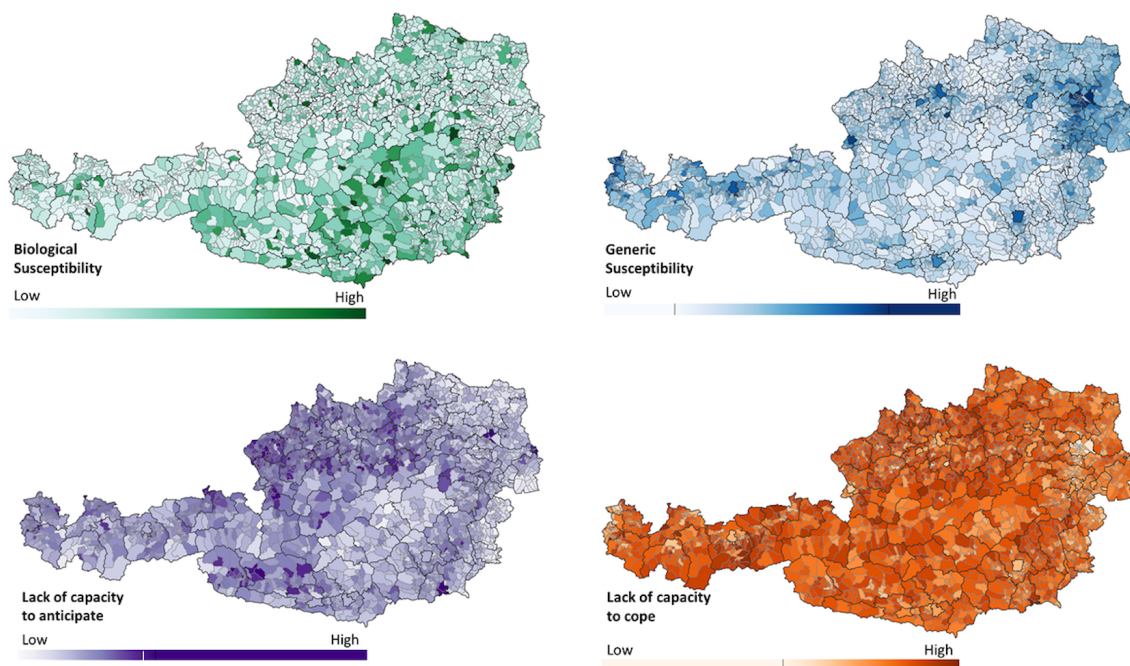 Biological
Susceptibility
Low High
Generic
Susceptibility
Low High
Lack of capacity
to anticipate
Low High
Lack of capacity
to cope
Low High